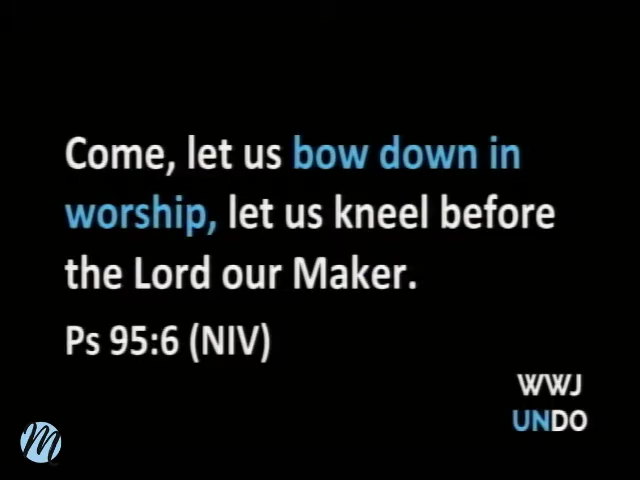 Come, let us bow down in
worship, let us kneel before
the Lord our Maker.
Ps 95:6 (NIV)
WWJ
UNDO
M